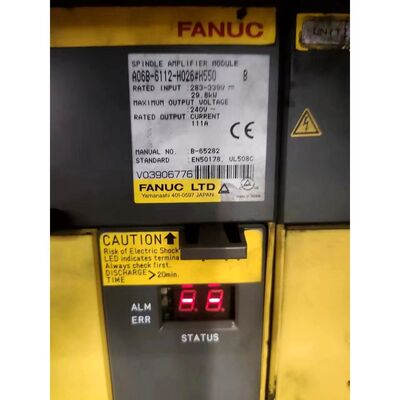 FANUC
SPINDLE AMPLIFIER MODULE
A06B-6112-H026#H550 B
RATED INPUT :283-339V
29.8kW
MAXIMUM OUTPUT VOLTAGE
240V~
RATED OUTPUT CURRENT
111A
CE
MANUAL NO. B-65282
STANDARD :EN50178, UL508C
V03906776
FANUC LTD
Yamanashi 401-0597 JAPAN
CAUTION
Risk of Electric Shock
LED indicates terminal
Always check first.
DISCHARGE >20min.
TIME
ALM
ERR
STATUS